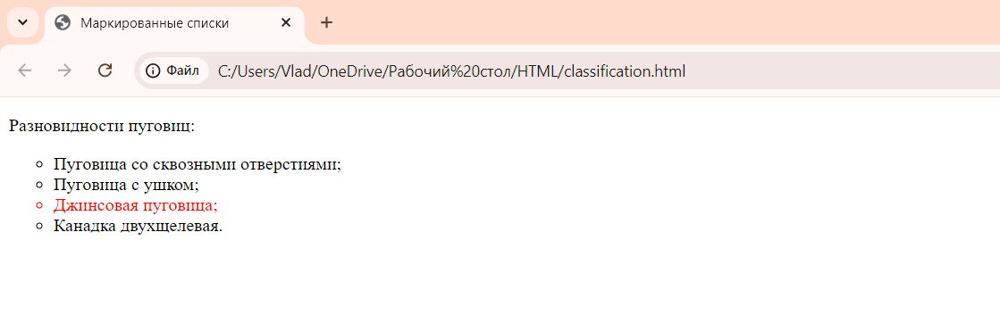 Маркированные списки
Файл C:/Users/Vlad/OneDrive/Рабочий%20стол/HTML/classification.html
Разновидности пуговиц:
Пуговица со сквозными отверстиями;
Пуговица с ушком;
Джинсовая пуговица;
Канадка двухщелевая.